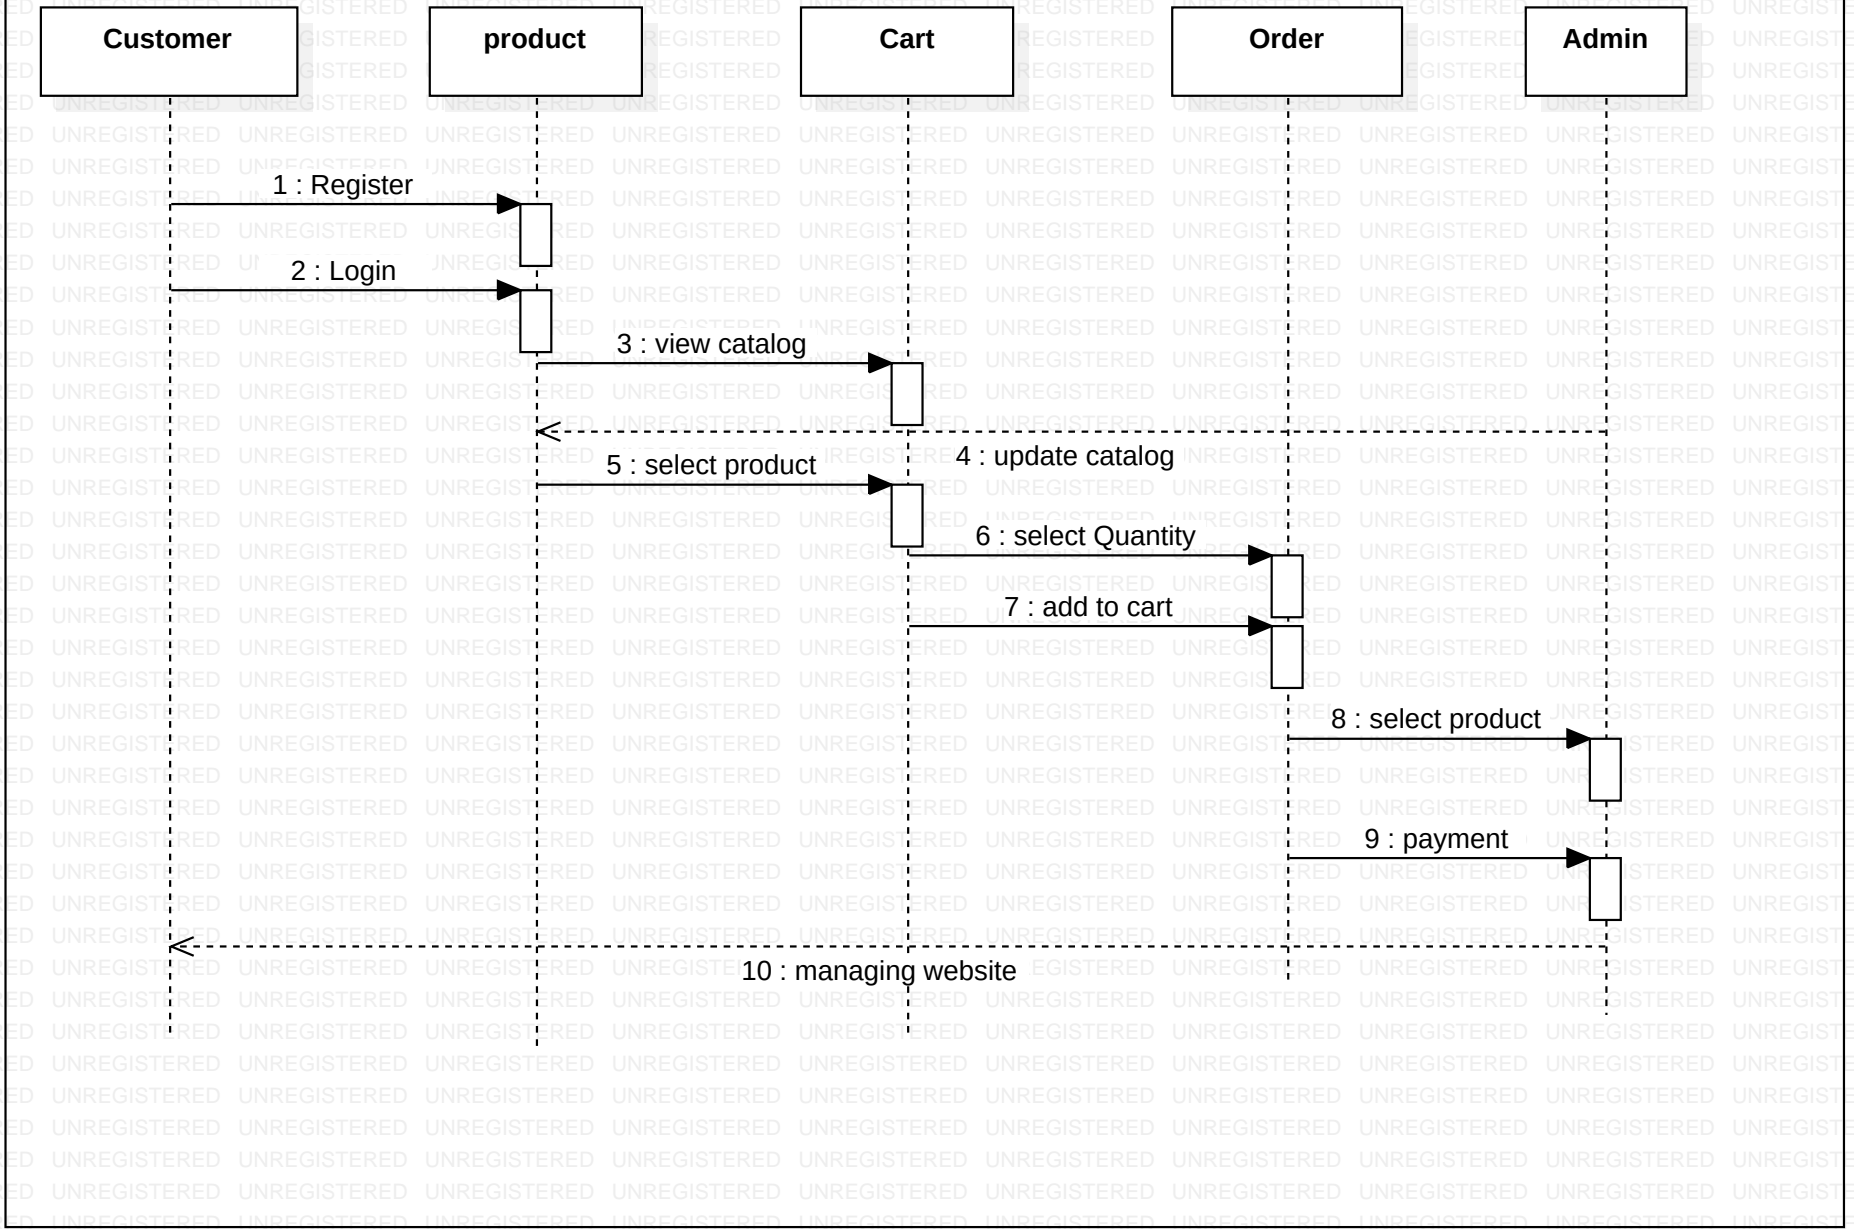 Customer
product
Cart
Order
Admin
1 : Register
2 : Login
3 : view catalog
4 : update catalog
5 : select product
6 : select Quantity
7 : add to cart
8 : select product
9 : payment
10 : managing website
UNREGISTERED